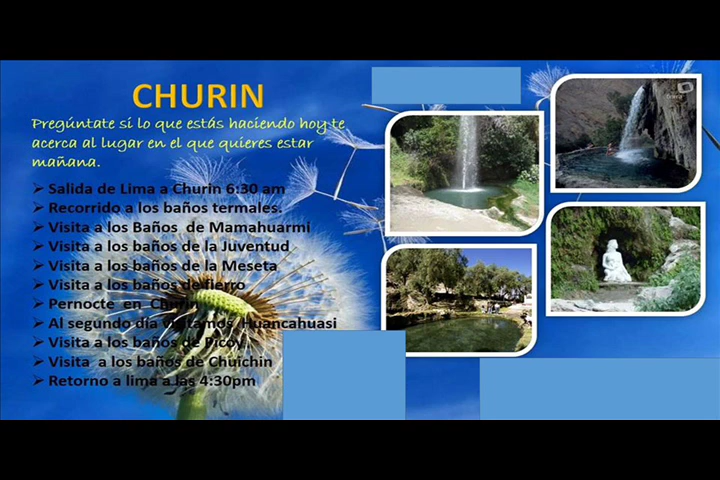 CHURIN
Pregúntate si lo que estás haciendo hoy te
acerca al lugar en el que quieres estar
mañana.
➢ Salida de Lima a Churin 6:30 am
➢ Recorrido a los baños termales.
➢ Visita a los Baños de Mamahuarmi
➢ Visita a los baños de la Juventud
➢ Visita a los baños de la Meseta
➢ Visita a los baños de fierro
➢ Pernocte en Churin
➢ Al segundo día visitamos Huancahuasi
➢ Visita a los baños de Picoy.
➢ Visita a los baños de Chuichin
➢ Retorno a lima a las 4:30pm